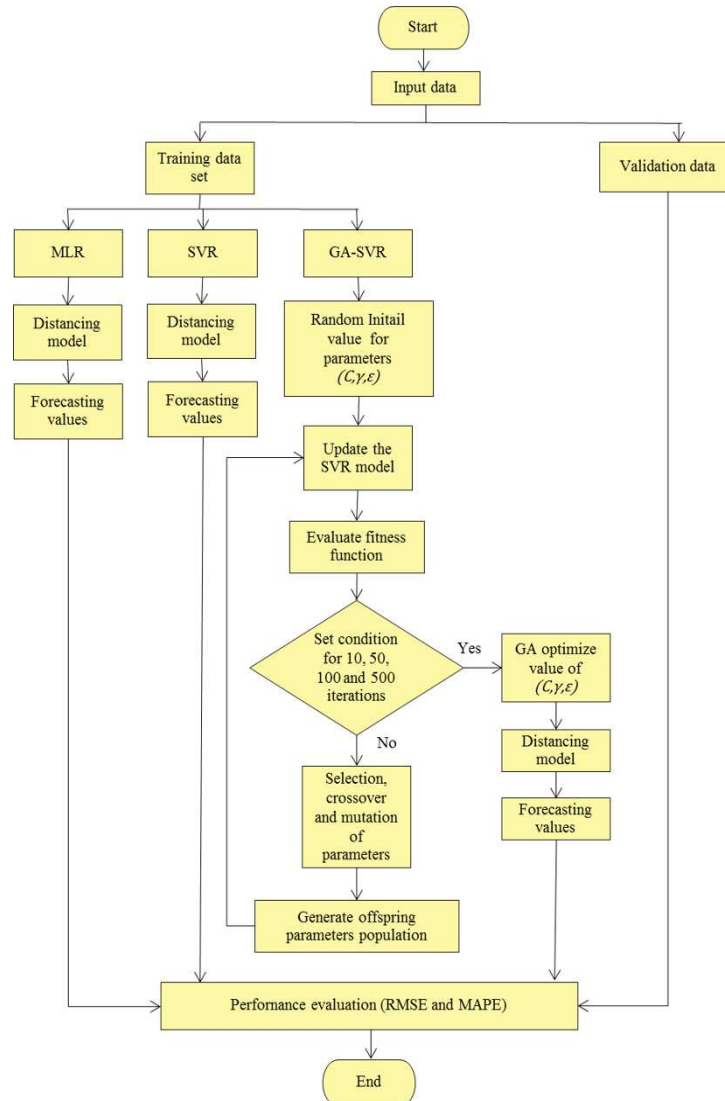 Start
Input data
Training data
set
Validation data
MLR
SVR
GA-SVR
Distancing
model
Distancing
model
Random Initail
value for
parameters
(C,γ,ε)
Forecasting
values
Forecasting
values
Update the
SVR model
Evaluate fitness
function
Set condition
for 10, 50,
100 and 500
iterations
Yes
GA optimize
value of
(C,γ,ε)
No
Distancing
model
Selection,
crossover
and mutation
of
parameters
Forecasting
values
Generate offspring
parameters population
Perfornance evaluation (RMSE and MAPE)
End